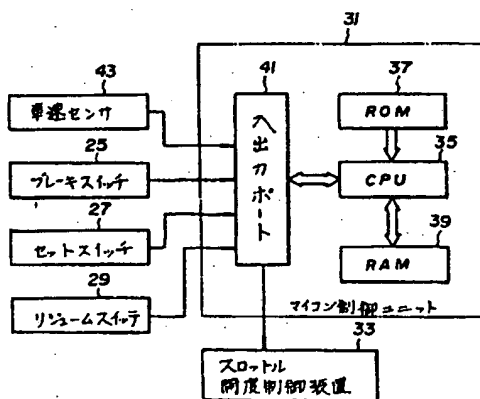 31
43
41
37
車速センサ
ROM
25
35
ブレーキスイッチ
入出力ポート
CPU
27
セットスイッチ
39
29
RAM
リジュームスイッチ
マイコン制御ユニット
33
スロットル
開度制御装置